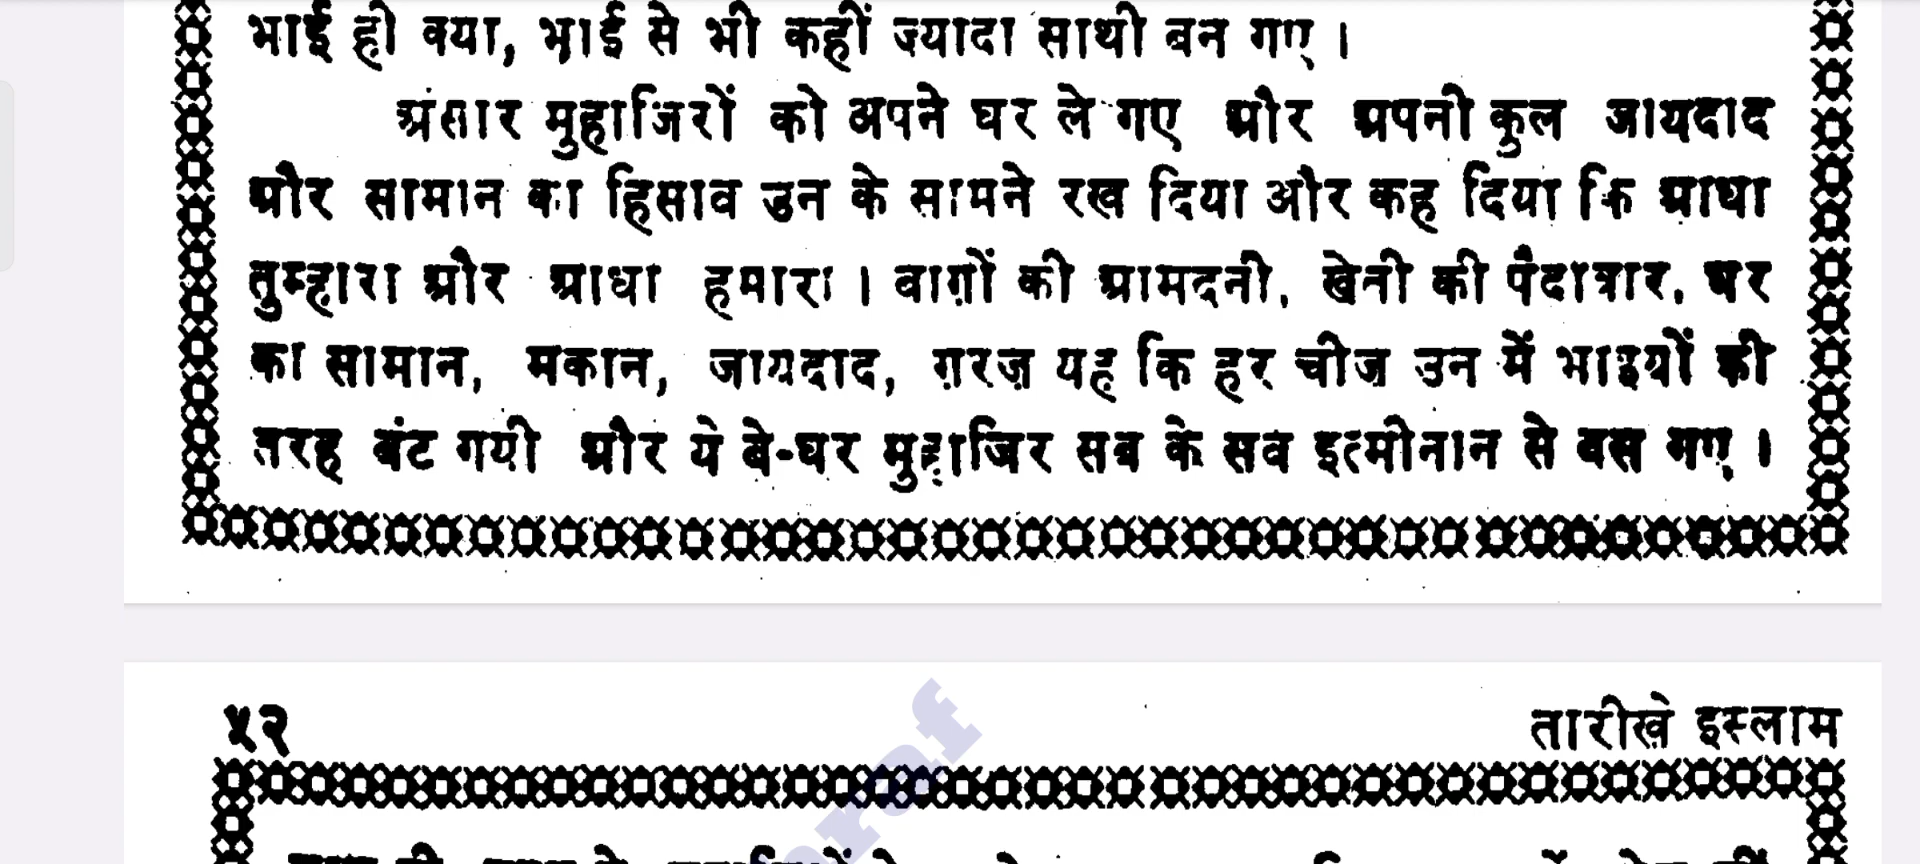 भाई ही क्या, भाई से भी कहीं ज्यादा साथी बन गए ।
अंसार मुहाजिरों को अपने घर ले गए और अपनी कुल जायदाद
और सामान का हिसाब उन के सामने रख दिया और कह दिया कि आधा
तुम्हारा और आधा हमारा । बाग़ों की आमदनी, खेती की पैदावार, घर
का सामान, मकान, जायदाद, ग़रज़ यह कि हर चीज़ उन में भाइयों की
तरह बंट गयी और ये बे-घर मुहाजिर सब के सब इत्मीनान से बस गए ।
५२ तारीख़े इस्लाम